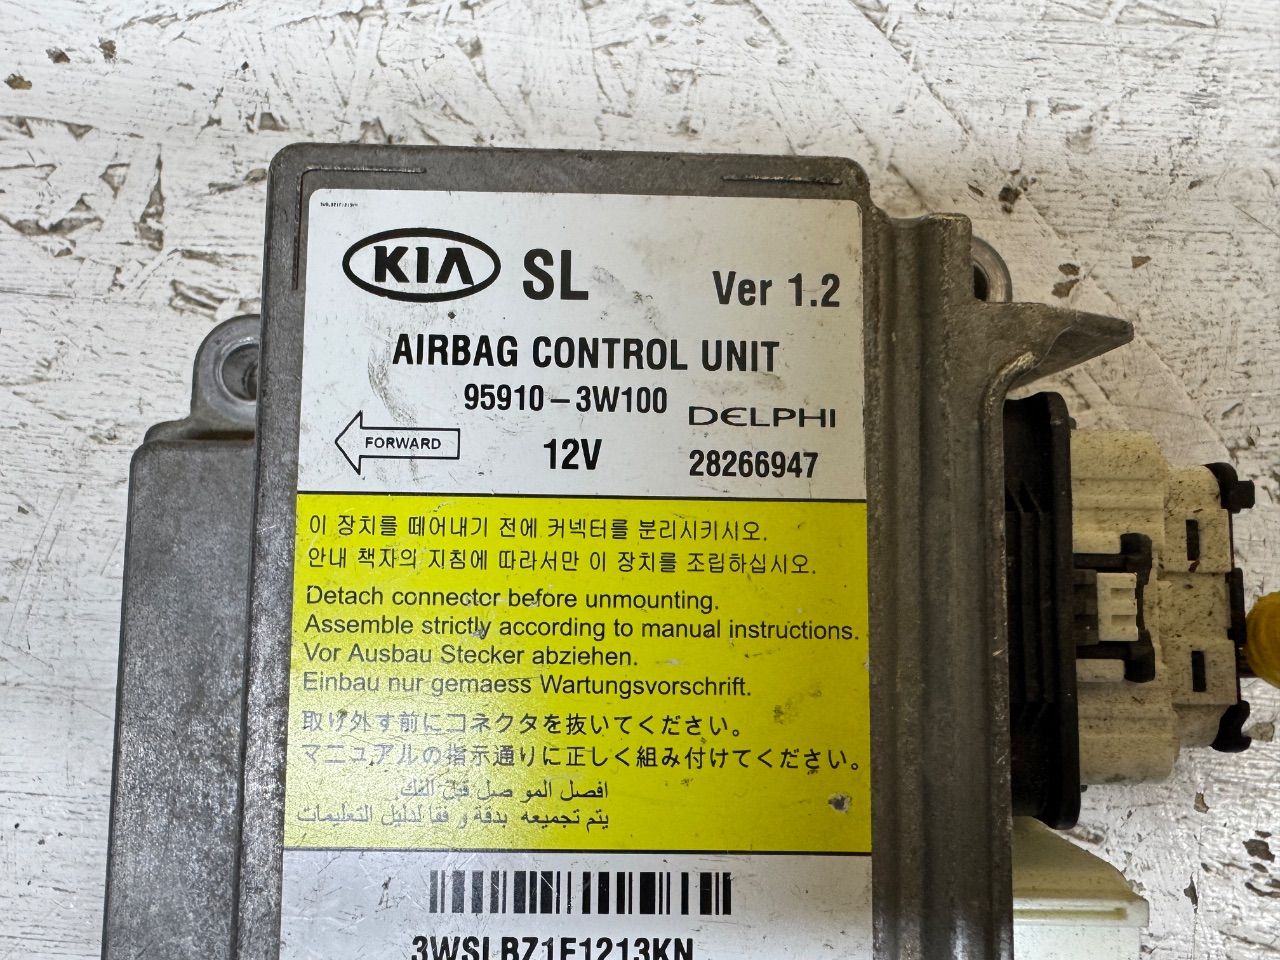 KIA SL Ver 1.2
AIRBAG CONTROL UNIT
95910-3W100 DELPHI
FORWARD 12V 28266947
이 장치를 떼어내기 전에 커넥터를 분리시키시오.
안내 책자의 지침에 따라서만 이 장치를 조립하십시오.
Detach connector before unmounting.
Assemble strictly according to manual instructions.
Vor Ausbau Stecker abziehen.
Einbau nur gemaess Wartungsvorschrift.
取り外す前にコネクタを抜いてください。
マニュアルの指示通りに正しく組み付けてください。
افصل المو صل قبل الفك.
يتم تجميعه بدقة و فقا لدليل التعليمات
3WSLBZ1F1213KN